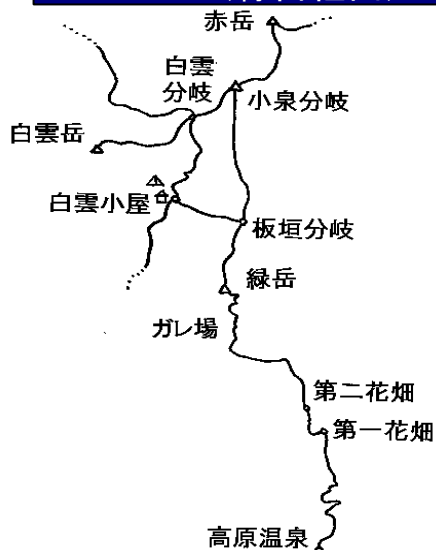 赤岳
白雲
分岐
小泉分岐
白雲岳
白雲小屋
板垣分岐
緑岳
ガレ場
第二花畑
第一花畑
高原温泉